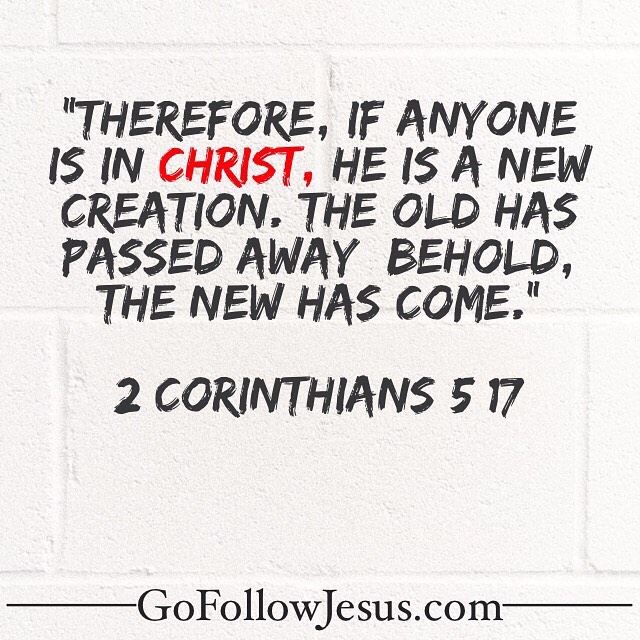 "THEREFORE, IF ANYONE
IS IN CHRIST, HE IS A NEW
CREATION. THE OLD HAS
PASSED AWAY  BEHOLD,
THE NEW HAS COME."
2 CORINTHIANS 5 17
GoFollowJesus.com